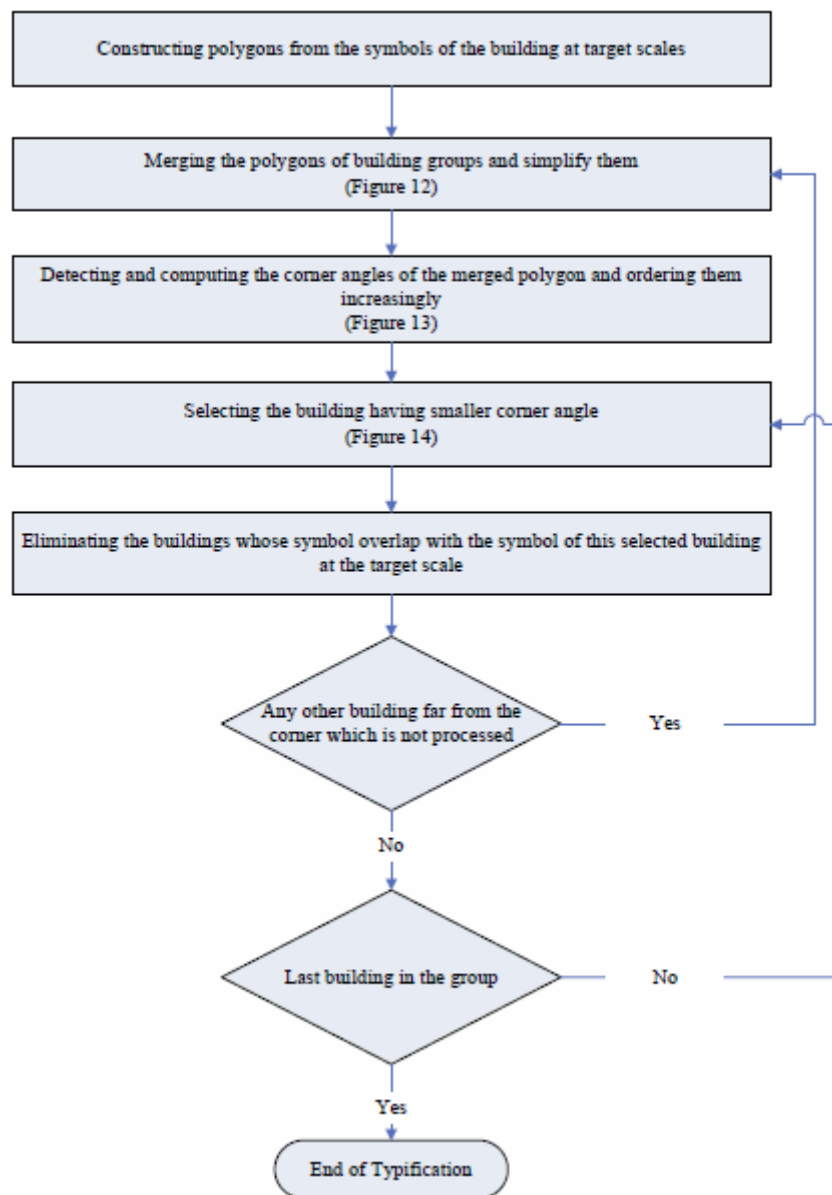 Constructing polygons from the symbols of the building at target scales
Merging the polygons of building groups and simplify them
(Figure 12)
Detecting and computing the corner angles of the merged polygon and ordering them
increasingly
(Figure 13)
Selecting the building having smaller corner angle
(Figure 14)
Eliminating the buildings whose symbol overlap with the symbol of this selected building
at the target scale
Any other building far from the
corner which is not processed
Yes
No
Last building in the group
No
Yes
End of Typification